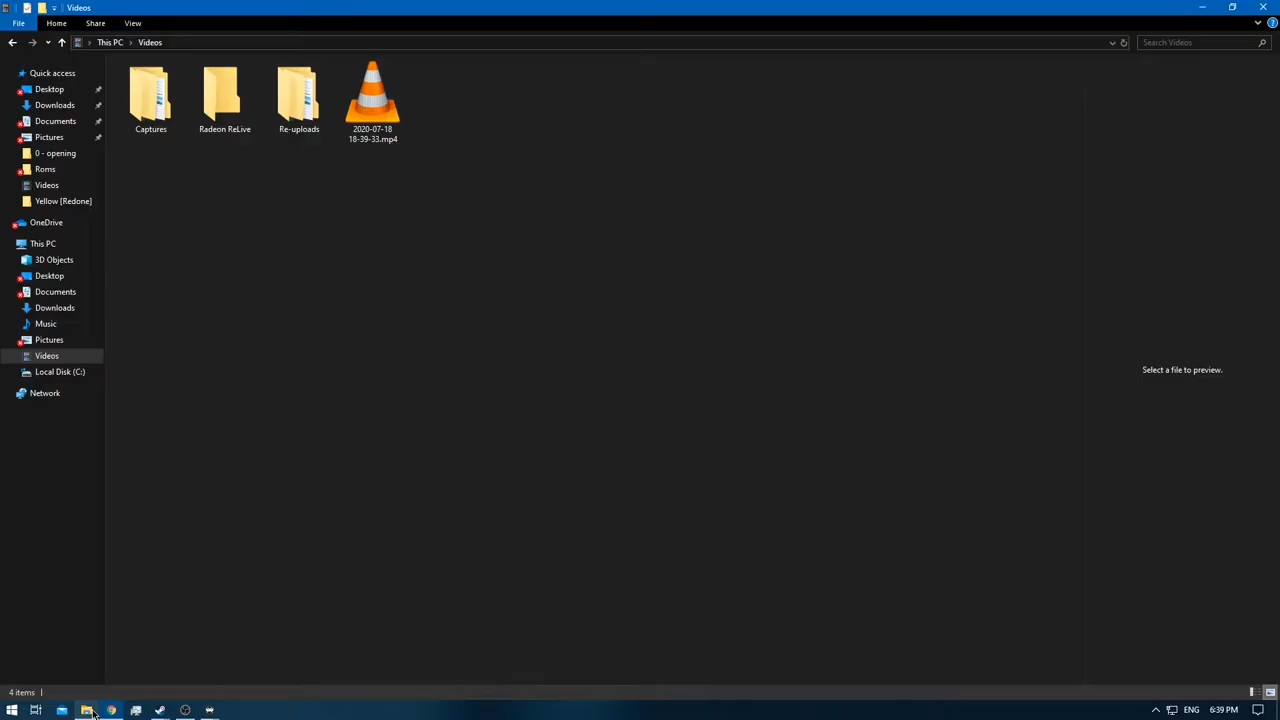 Videos
File Home Share View
This PC Videos
Search Videos
Quick access
Desktop
Downloads
Documents
Pictures
0 - opening
Roms
Videos
Yellow [Redone]
OneDrive
This PC
3D Objects
Desktop
Documents
Downloads
Music
Pictures
Videos
Local Disk (C:)
Network
Captures
Radeon ReLive
Re-uploads
2020-07-18
18-39-33.mp4
Select a file to preview.
4 items
ENG 6:39 PM